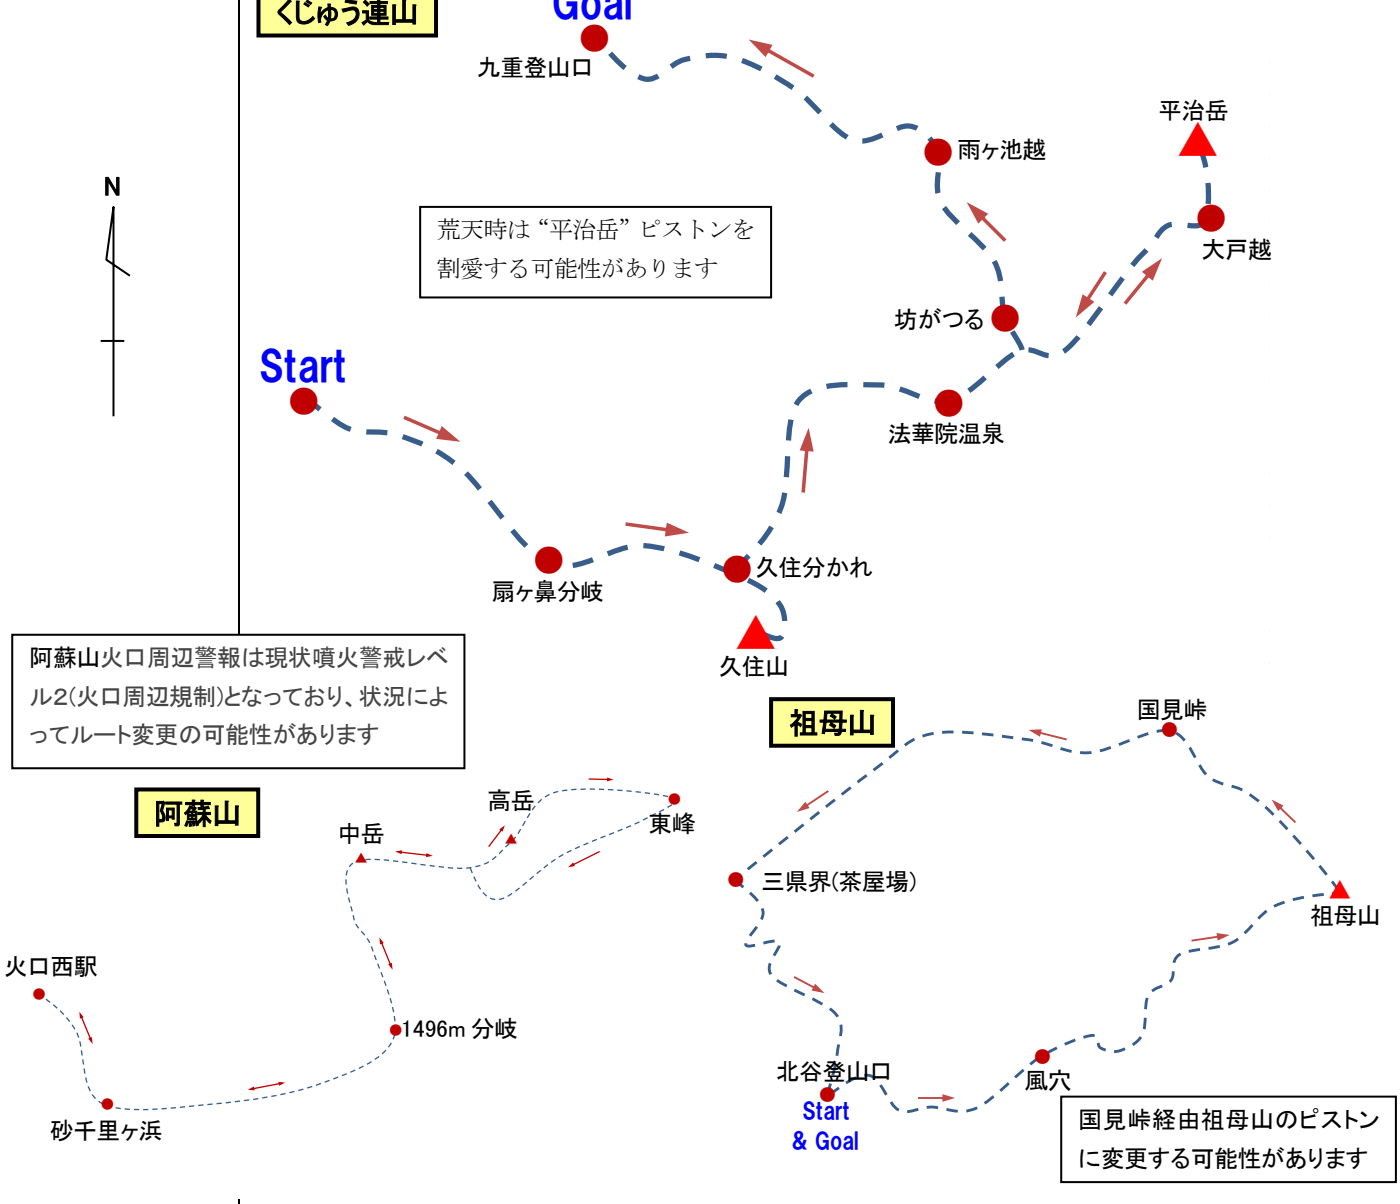 くじゅう連山
Goal
九重登山口
平治岳
雨ヶ池越
N
荒天時は “平治岳” ピストンを
割愛する可能性があります
大戸越
坊がつる
Start
法華院温泉
扇ヶ鼻分岐
久住分かれ
久住山
阿蘇山火口周辺警報は現状噴火警戒レベ
ル2(火口周辺規制)となっており、状況によ
ってルート変更の可能性があります
祖母山
国見峠
阿蘇山
高岳
東峰
中岳
三県界(茶屋場)
祖母山
火口西駅
1496m 分岐
北谷登山口
風穴
Start
& Goal
砂千里ヶ浜
国見峠経由祖母山のピストン
に変更する可能性があります